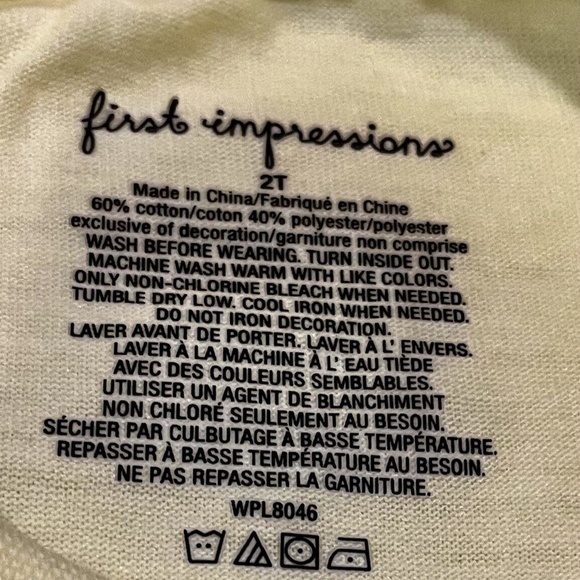 first impressions
2T
Made in China/Fabriqué en Chine
60% cotton/coton 40% polyester/polyester
exclusive of decoration/garniture non comprise
WASH BEFORE WEARING. TURN INSIDE OUT.
MACHINE WASH WARM WITH LIKE COLORS.
ONLY NON-CHLORINE BLEACH WHEN NEEDED.
TUMBLE DRY LOW. COOL IRON WHEN NEEDED.
DO NOT IRON DECORATION.
LAVER AVANT DE PORTER. LAVER À L' ENVERS.
LAVER À LA MACHINE À L' EAU TIÈDE
AVEC DES COULEURS SEMBLABLES.
UTILISER UN AGENT DE BLANCHIMENT
NON CHLORÉ SEULEMENT AU BESOIN.
SÉCHER PAR CULBUTAGE À BASSE TEMPÉRATURE.
REPASSER À BASSE TEMPÉRATURE AU BESOIN.
NE PAS REPASSER LA GARNITURE.
WPL8046